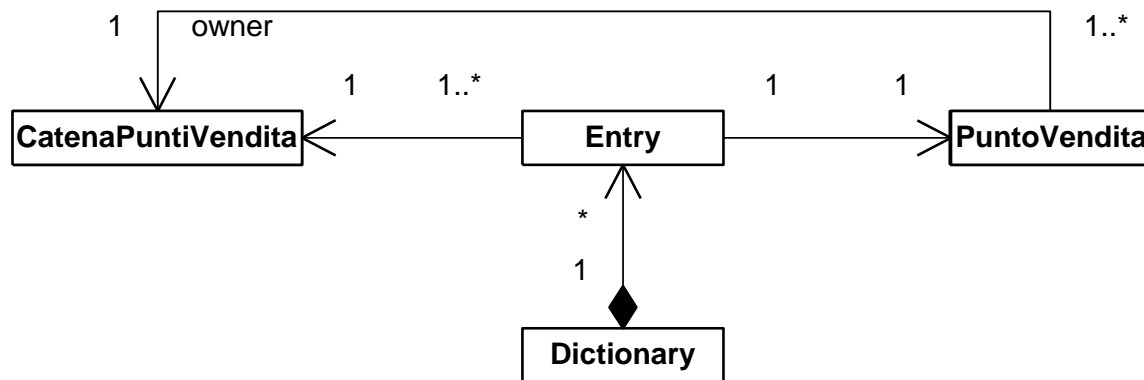 1 owner 1..*
1 1..* 1 1
CatenaPuntiVendita Entry PuntoVendita
*
1
Dictionary